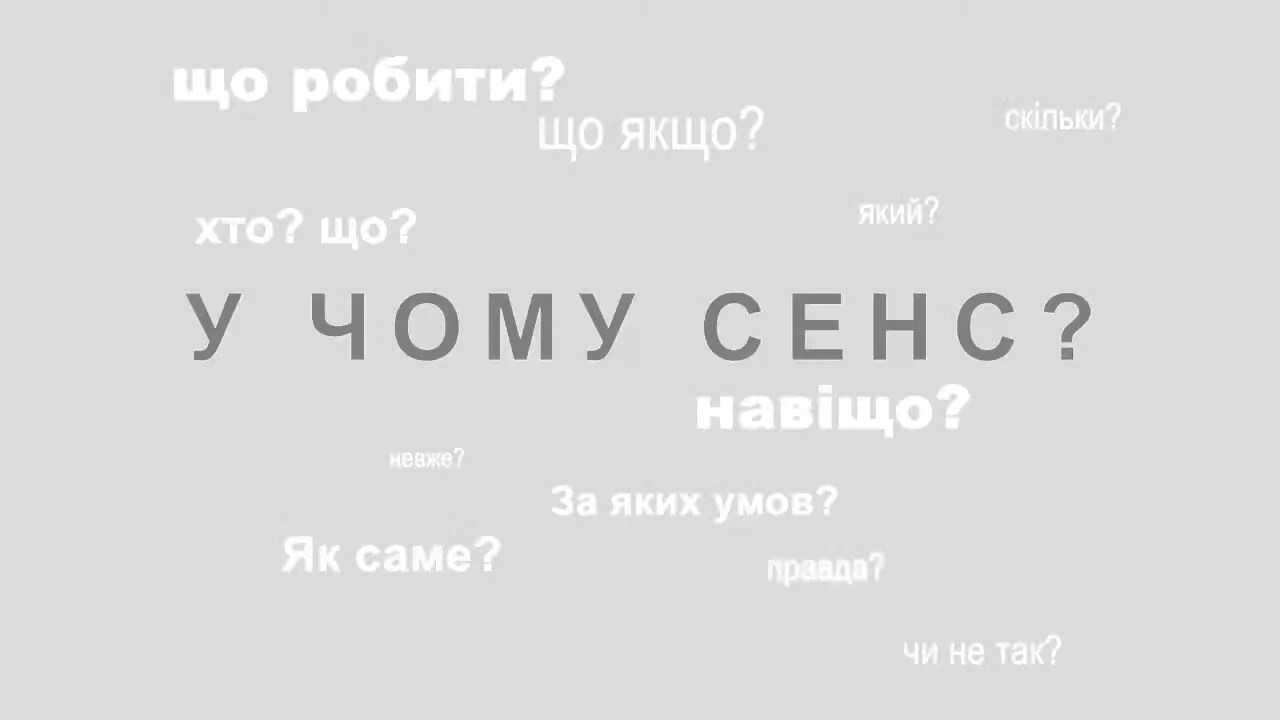 що робити?
що якщо?
скільки?
який?
хто? що?
У ЧОМУ СЕНС?
навіщо?
невже?
За яких умов?
Як саме?
правда?
чи не так?